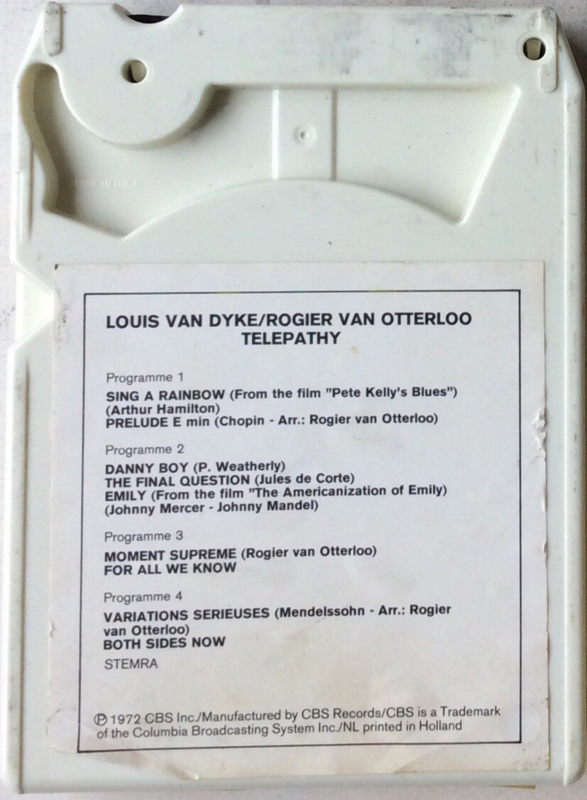 MADE IN U.S.A.
LOUIS VAN DYKE/ROGIER VAN OTTERLOO
TELEPATHY
Programme 1
SING A RAINBOW (From the film "Pete Kelly's Blues")
(Arthur Hamilton)
PRELUDE E min (Chopin - Arr.: Rogier van Otterloo)
Programme 2
DANNY BOY (P. Weatherly)
THE FINAL QUESTION (Jules de Corte)
EMILY (From the film "The Americanization of Emily)
(Johnny Mercer - Johnny Mandel)
Programme 3
MOMENT SUPREME (Rogier van Otterloo)
FOR ALL WE KNOW
Programme 4
VARIATIONS SERIEUSES (Mendelssohn - Arr.: Rogier
van Otterloo)
BOTH SIDES NOW
STEMRA
Ⓟ 1972 CBS Inc./Manufactured by CBS Records/CBS is a Trademark
of the Columbia Broadcasting System Inc./NL printed in Holland